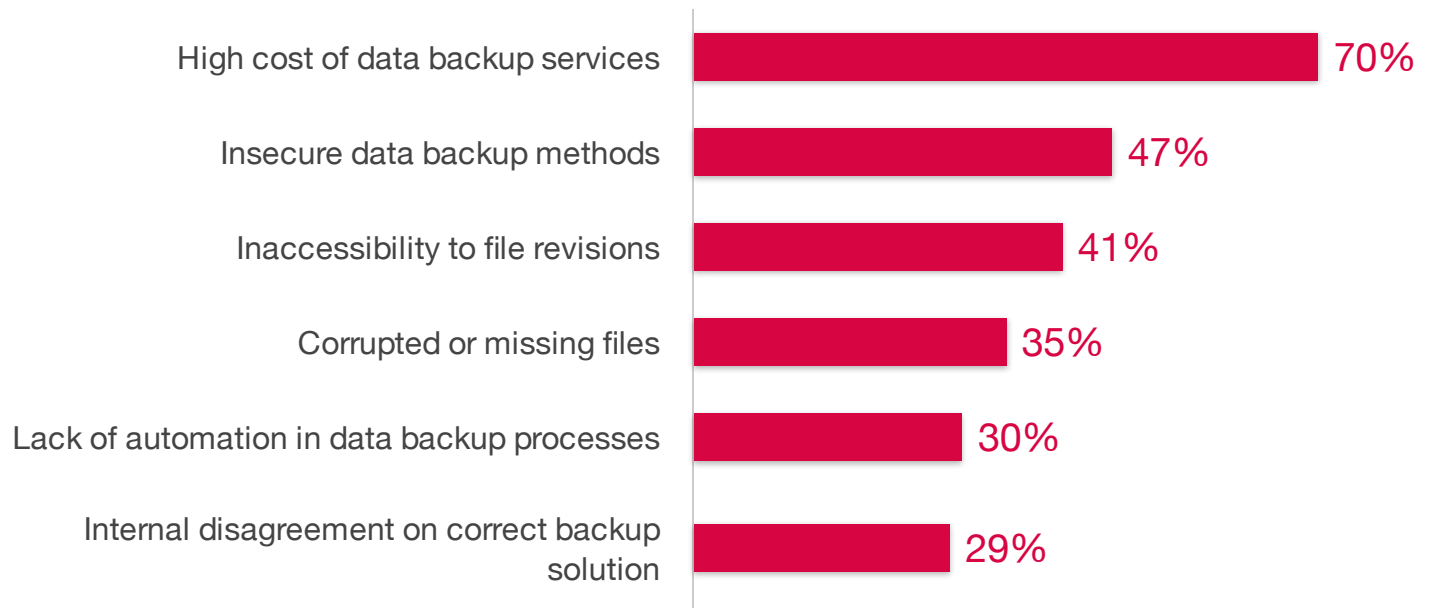 High cost of data backup services 70%
Insecure data backup methods 47%
Inaccessibility to file revisions 41%
Corrupted or missing files 35%
Lack of automation in data backup processes 30%
Internal disagreement on correct backup
solution 29%